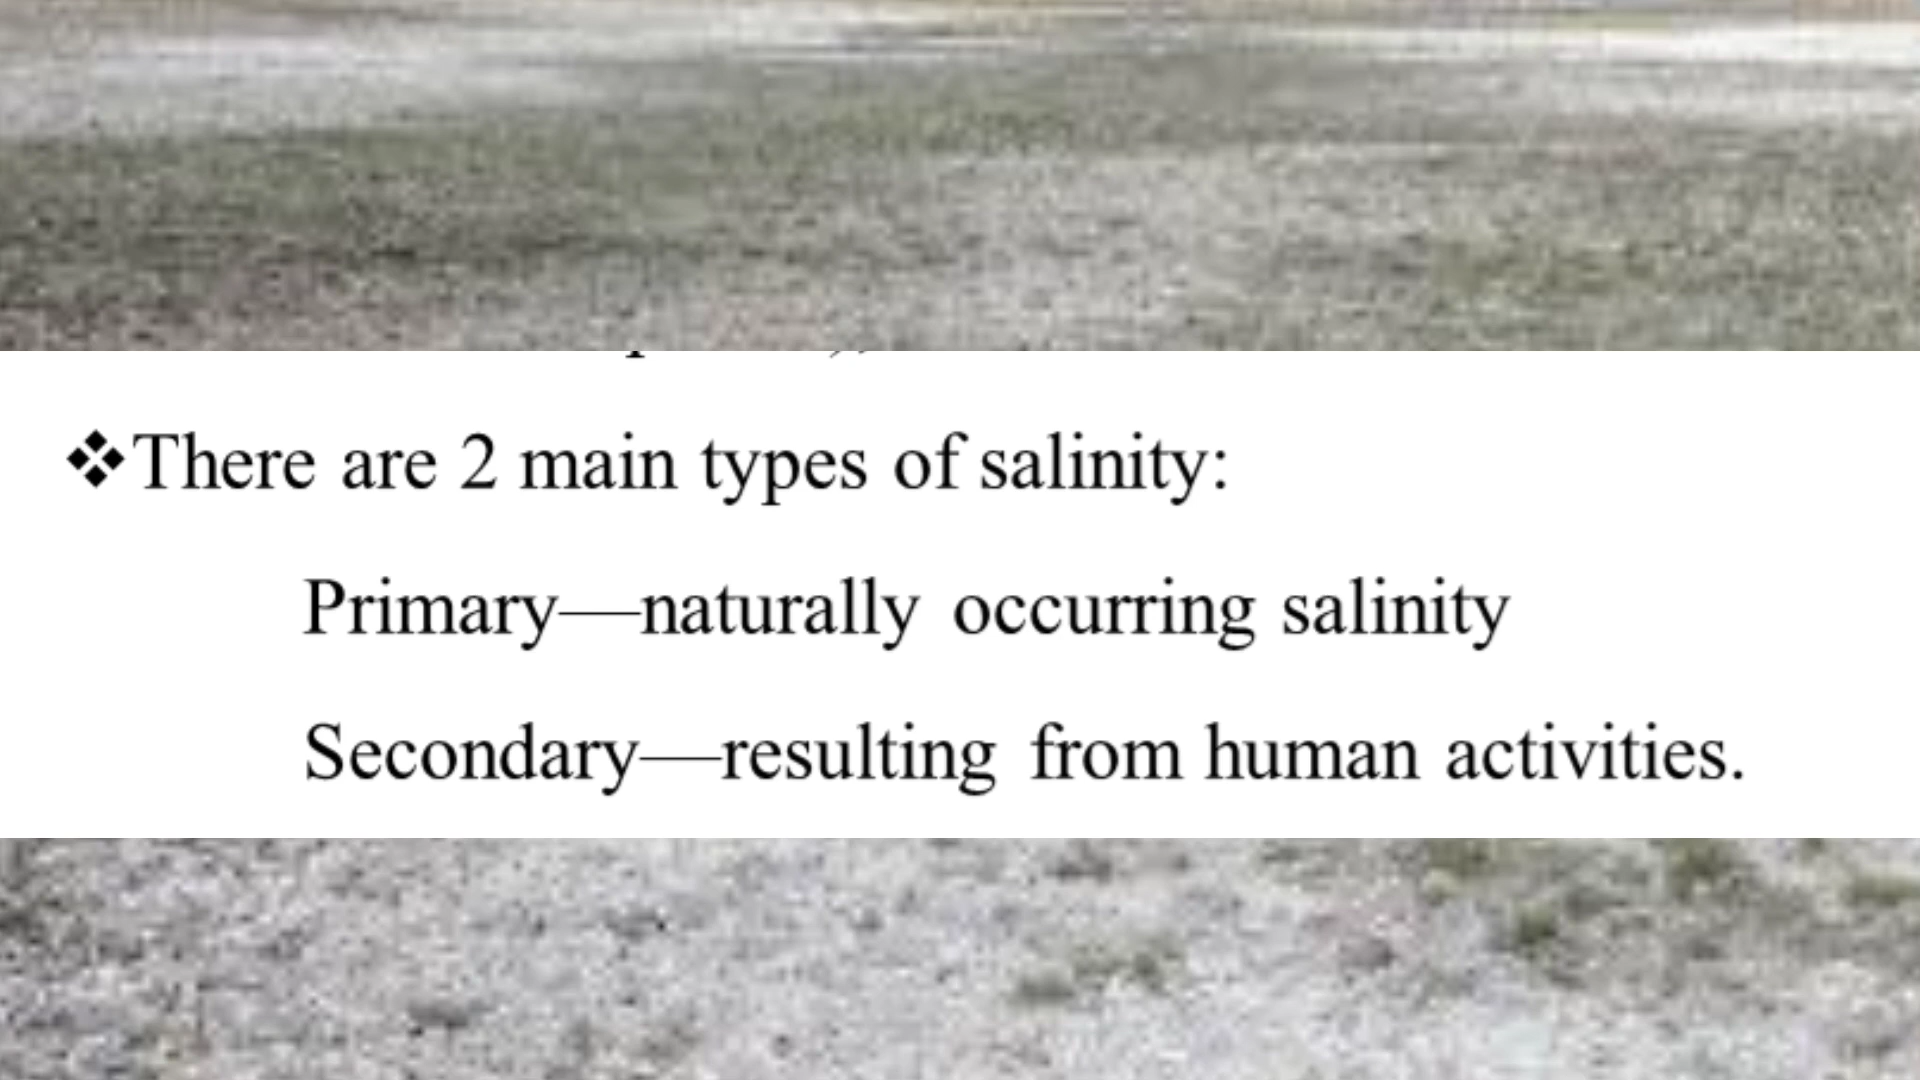 ❖There are 2 main types of salinity:
Primary—naturally occurring salinity
Secondary—resulting from human activities.